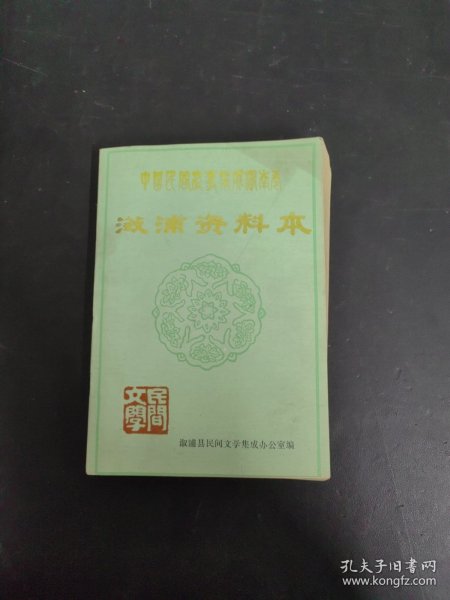 溆浦资料本
民間
文學
溆浦县民间文学集成办公室编
孔夫子旧书网
www.kongfz.com